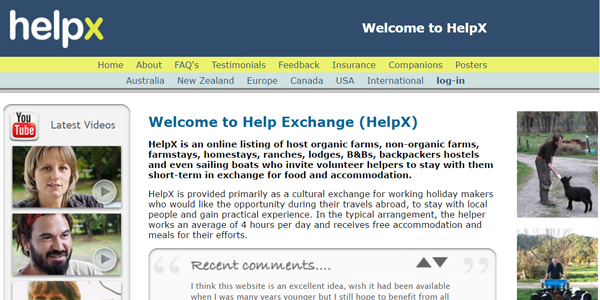 helpx
Welcome to HelpX
Home About FAQ's Testimonials Feedback Insurance Companions Posters
Australia New Zealand Europe Canada USA International log-in
You
Tube
Latest Videos
Welcome to Help Exchange (HelpX)
HelpX is an online listing of host organic farms, non-organic farms,
farmstays, homestays, ranches, lodges, B&Bs, backpackers hostels
and even sailing boats who invite volunteer helpers to stay with them
short-term in exchange for food and accommodation.
HelpX is provided primarily as a cultural exchange for working holiday makers
who would like the opportunity during their travels abroad, to stay with local
people and gain practical experience. In the typical arrangement, the helper
works an average of 4 hours per day and receives free accommodation and
meals for their efforts.
Recent comments....
I think this website is an excellent idea, wish it had been available
when I was many years younger but I still hope to benefit from all